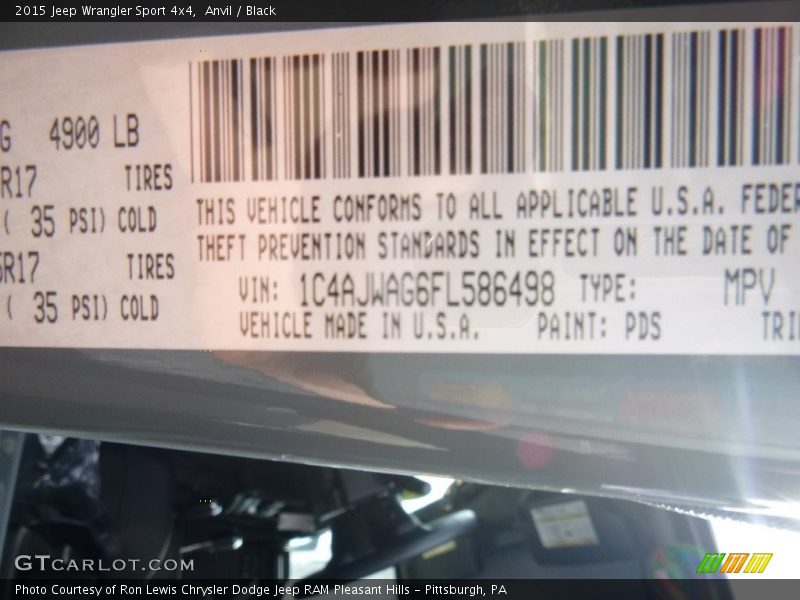 2015 Jeep Wrangler Sport 4x4, Anvil / Black
G 4900 LB
R17 TIRES
( 35 PSI) COLD
5R17 TIRES
( 35 PSI) COLD
THIS VEHICLE CONFORMS TO ALL APPLICABLE U.S.A. FEDER
THEFT PREVENTION STANDARDS IN EFFECT ON THE DATE OF
VIN: 1C4AJWAG6FL586498 TYPE: MPV
VEHICLE MADE IN U.S.A. PAINT: PDS TRI
GTCARLOT.COM
Photo Courtesy of Ron Lewis Chrysler Dodge Jeep RAM Pleasant Hills – Pittsburgh, PA